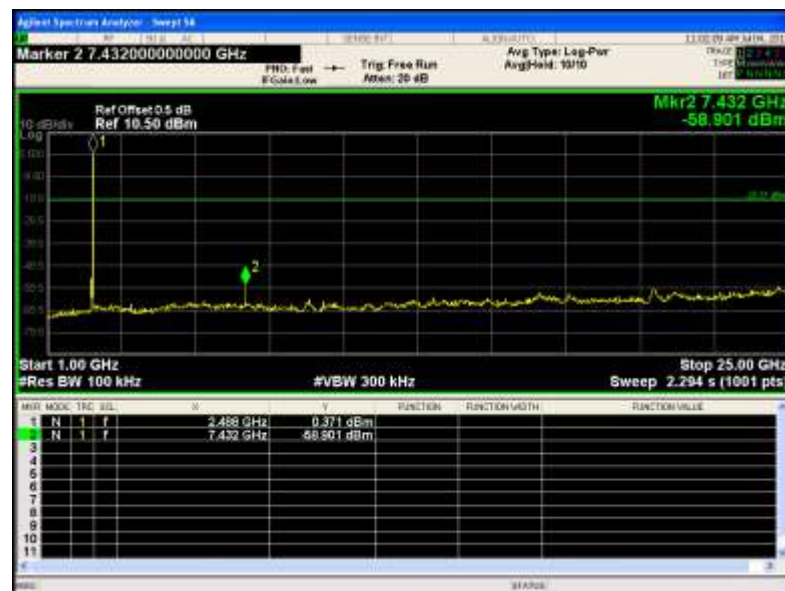 Agilent Spectrum Analyzer - Swept SA
Marker 2 7.432000000000 GHz
PNO: Fast
IFGain:Low
Trig: Free Run
Atten: 20 dB
Avg Type: Log-Pwr
Avg|Hold: 10/10
TRACE
TYPE
DET
Mkr2 7.432 GHz
-58.901 dBm
Ref Offset 0.5 dB
Ref 10.50 dBm
10 dB/div
Log
1
2
Start 1.00 GHz
Stop 25.00 GHz
#Res BW 100 kHz
#VBW 300 kHz
Sweep 2.294 s (1001 pts)
MKR MODE TRC SCL X Y FUNCTION FUNCTION WIDTH FUNCTION VALUE
1 N 1 f 2.488 GHz 0.371 dBm
2 N 1 f 7.432 GHz -58.901 dBm
3
4
5
6
7
8
9
10
11
MSG
STATUS